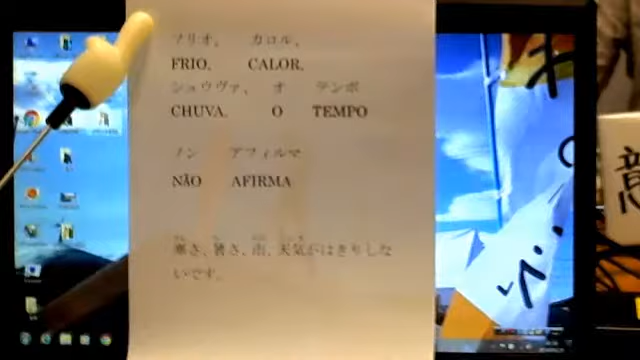 フリオ、 カロル、
FRIO, CALOR,
シュウヴァ、 オ テンポ
CHUVA, O TEMPO
ノン アフィルマ
NÃO AFIRMA
寒さ、暑さ、雨、天気がはきりしな
いです。